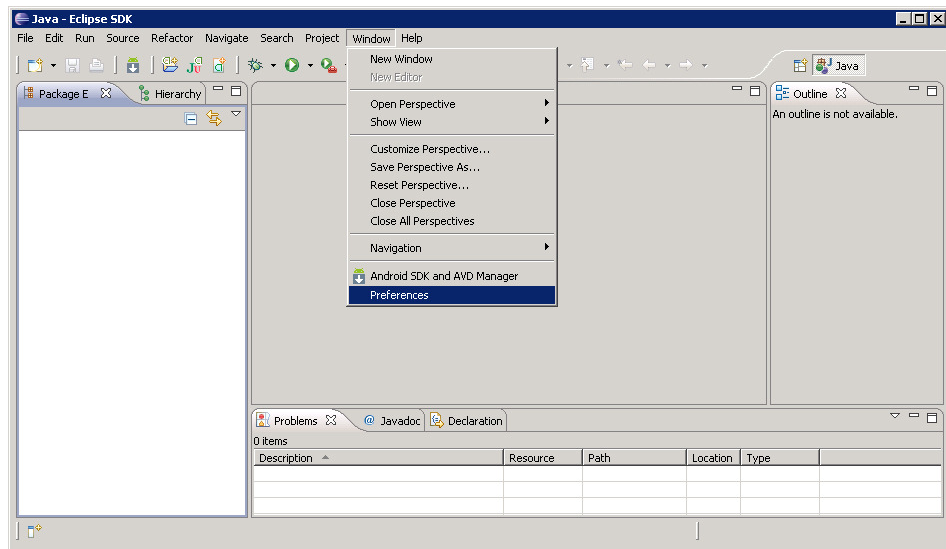 Java - Eclipse SDK
File Edit Run Source Refactor Navigate Search Project Window Help
Java
Package E Hierarchy
New Window
New Editor
Open Perspective
Show View
Customize Perspective...
Save Perspective As...
Reset Perspective...
Close Perspective
Close All Perspectives
Navigation
Android SDK and AVD Manager
Preferences
Outline
An outline is not available.
Problems @ Javadoc Declaration
0 items
Description Resource Path Location Type